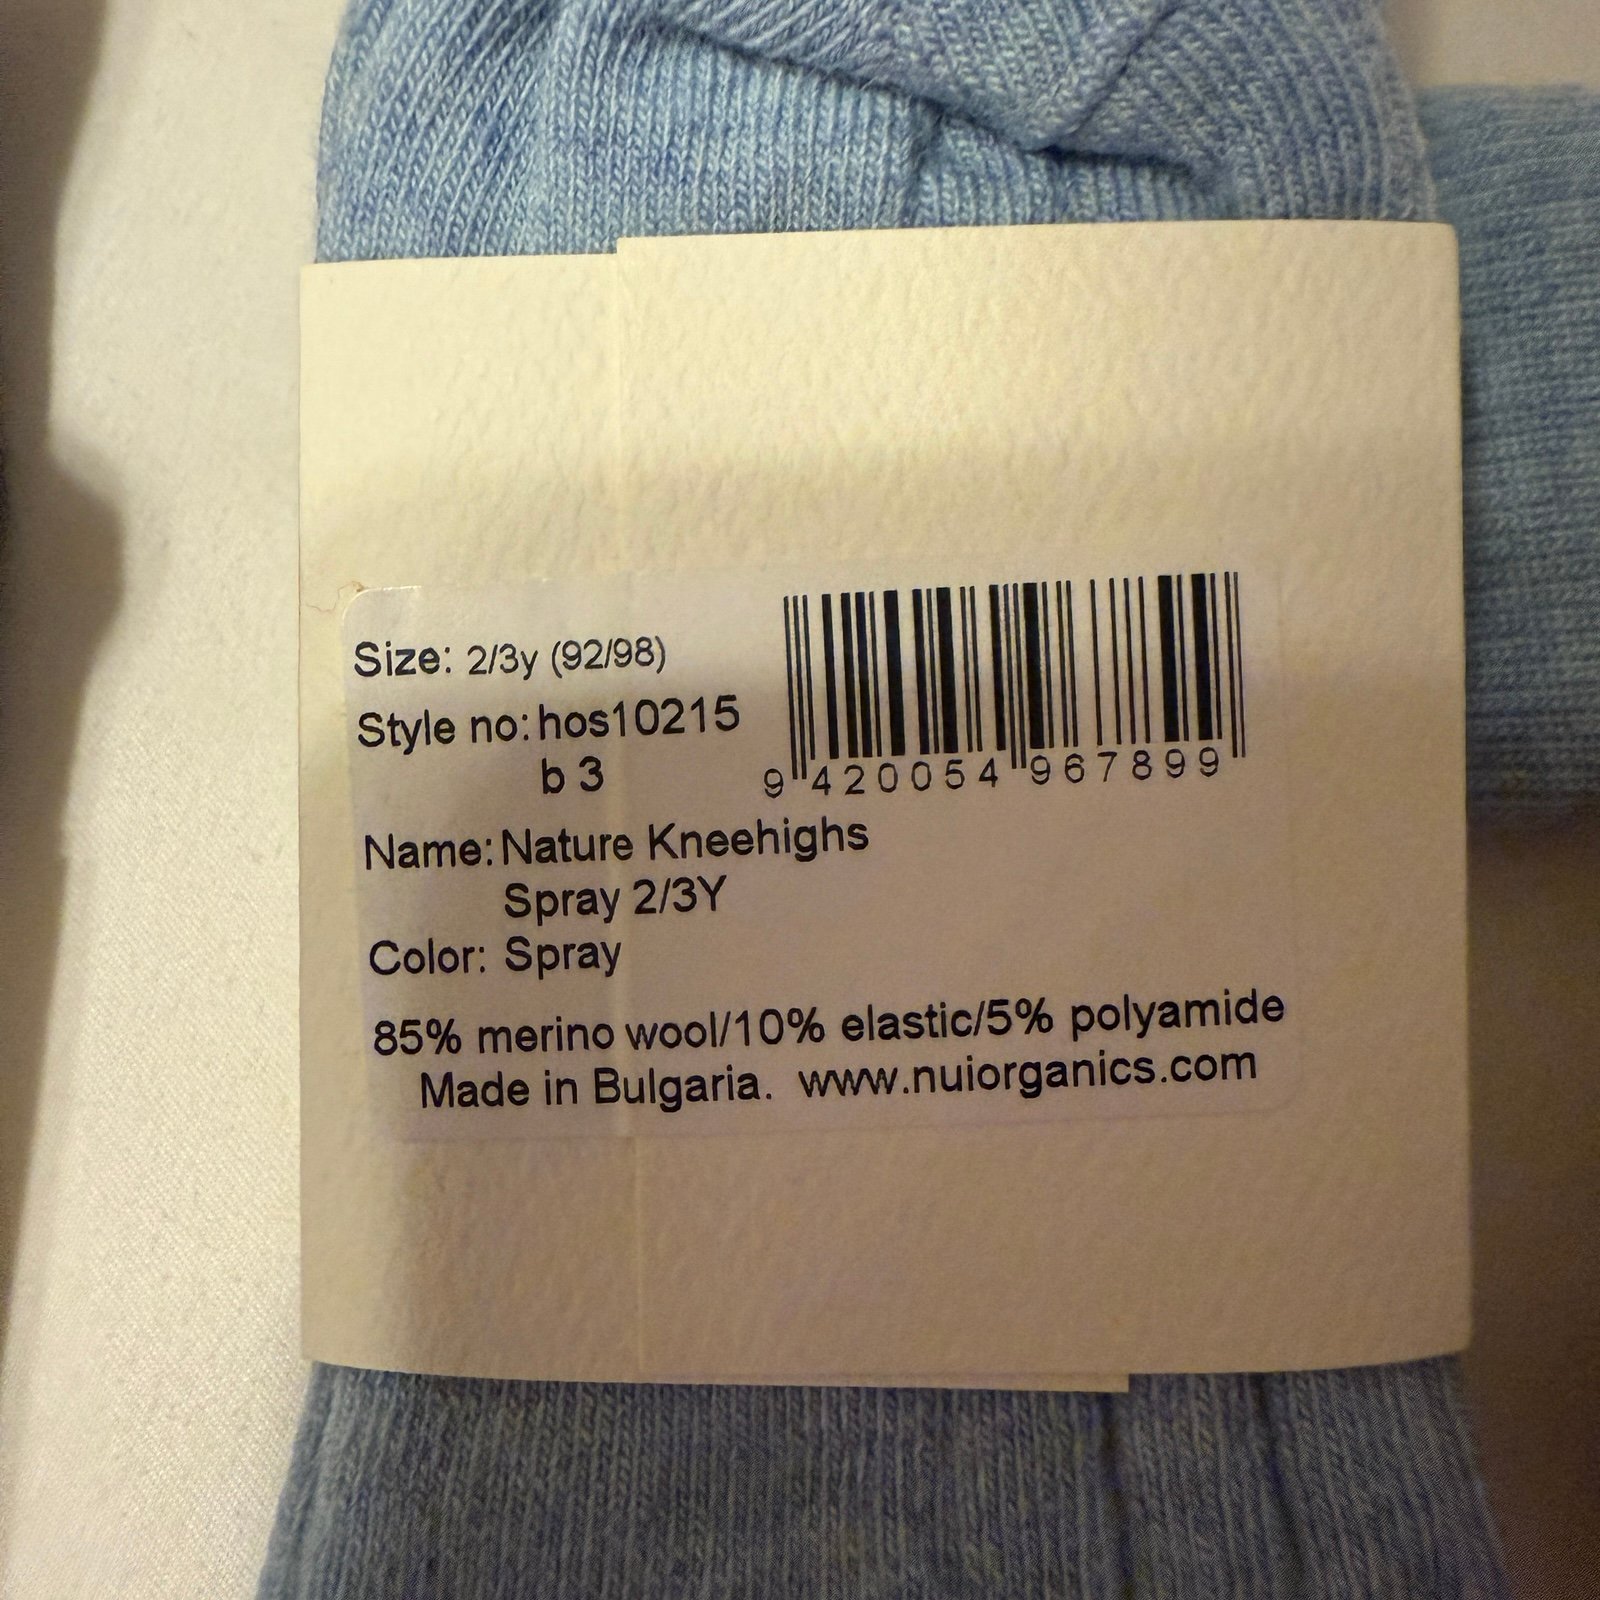 Size: 2/3y (92/98)
Style no: hos10215
b 3
9 420054 967899
Name: Nature Kneehighs
Spray 2/3Y
Color: Spray
85% merino wool/10% elastic/5% polyamide
Made in Bulgaria. www.nuiorganics.com